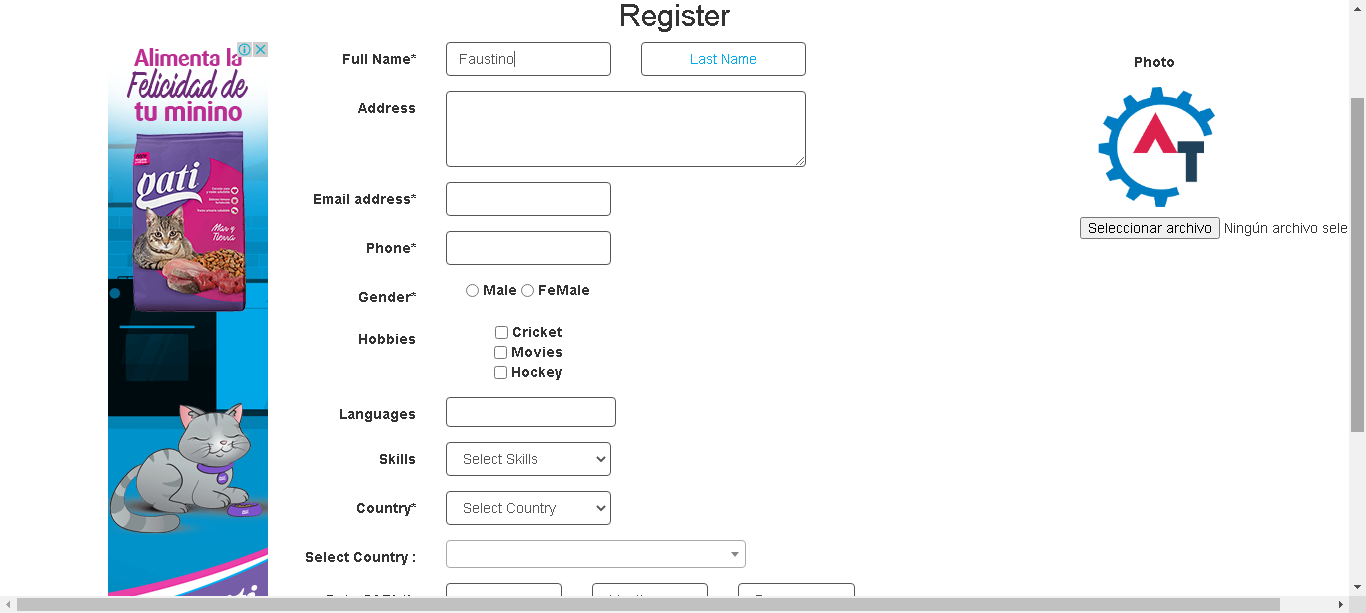 Register
Alimenta la
Felicidad de
tu minino
gati
Mar y
Tierra
Full Name*
Faustino
Last Name
Address
Email address*
Phone*
Gender*
Male
FeMale
Hobbies
Cricket
Movies
Hockey
Languages
Skills
Select Skills
Country*
Select Country
Select Country :
Photo
AT
Seleccionar archivo
Ningún archivo sele